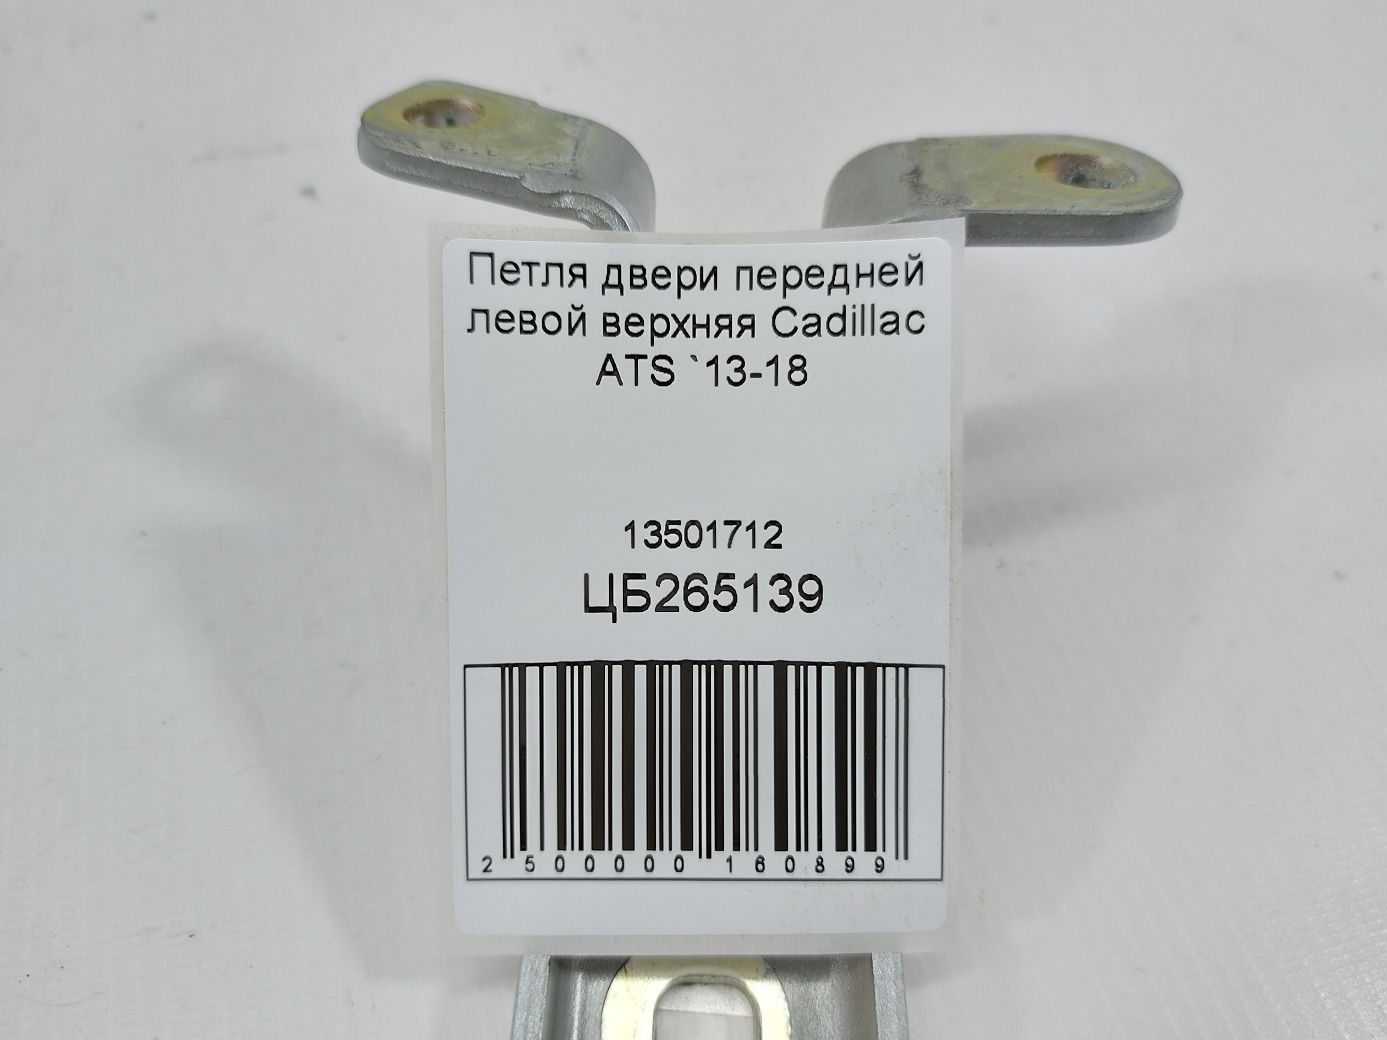 Петля двери передней
левой верхняя Cadillac
ATS `13-18
13501712
ЦБ265139
2 500000 160899